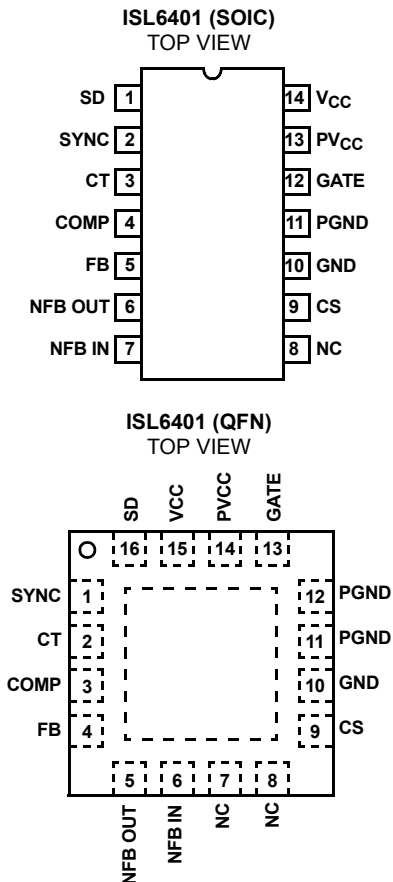 ISL6401 (SOIC)
TOP VIEW
SD 1 14 VCC
SYNC 2 13 PVCC
CT 3 12 GATE
COMP 4 11 PGND
FB 5 10 GND
NFB OUT 6 9 CS
NFB IN 7 8 NC
ISL6401 (QFN)
TOP VIEW
SD VCC PVCC GATE
16 15 14 13
SYNC 1 12 PGND
CT 2 11 PGND
COMP 3 10 GND
FB 4 9 CS
5 6 7 8
NFB OUT NFB IN NC NC